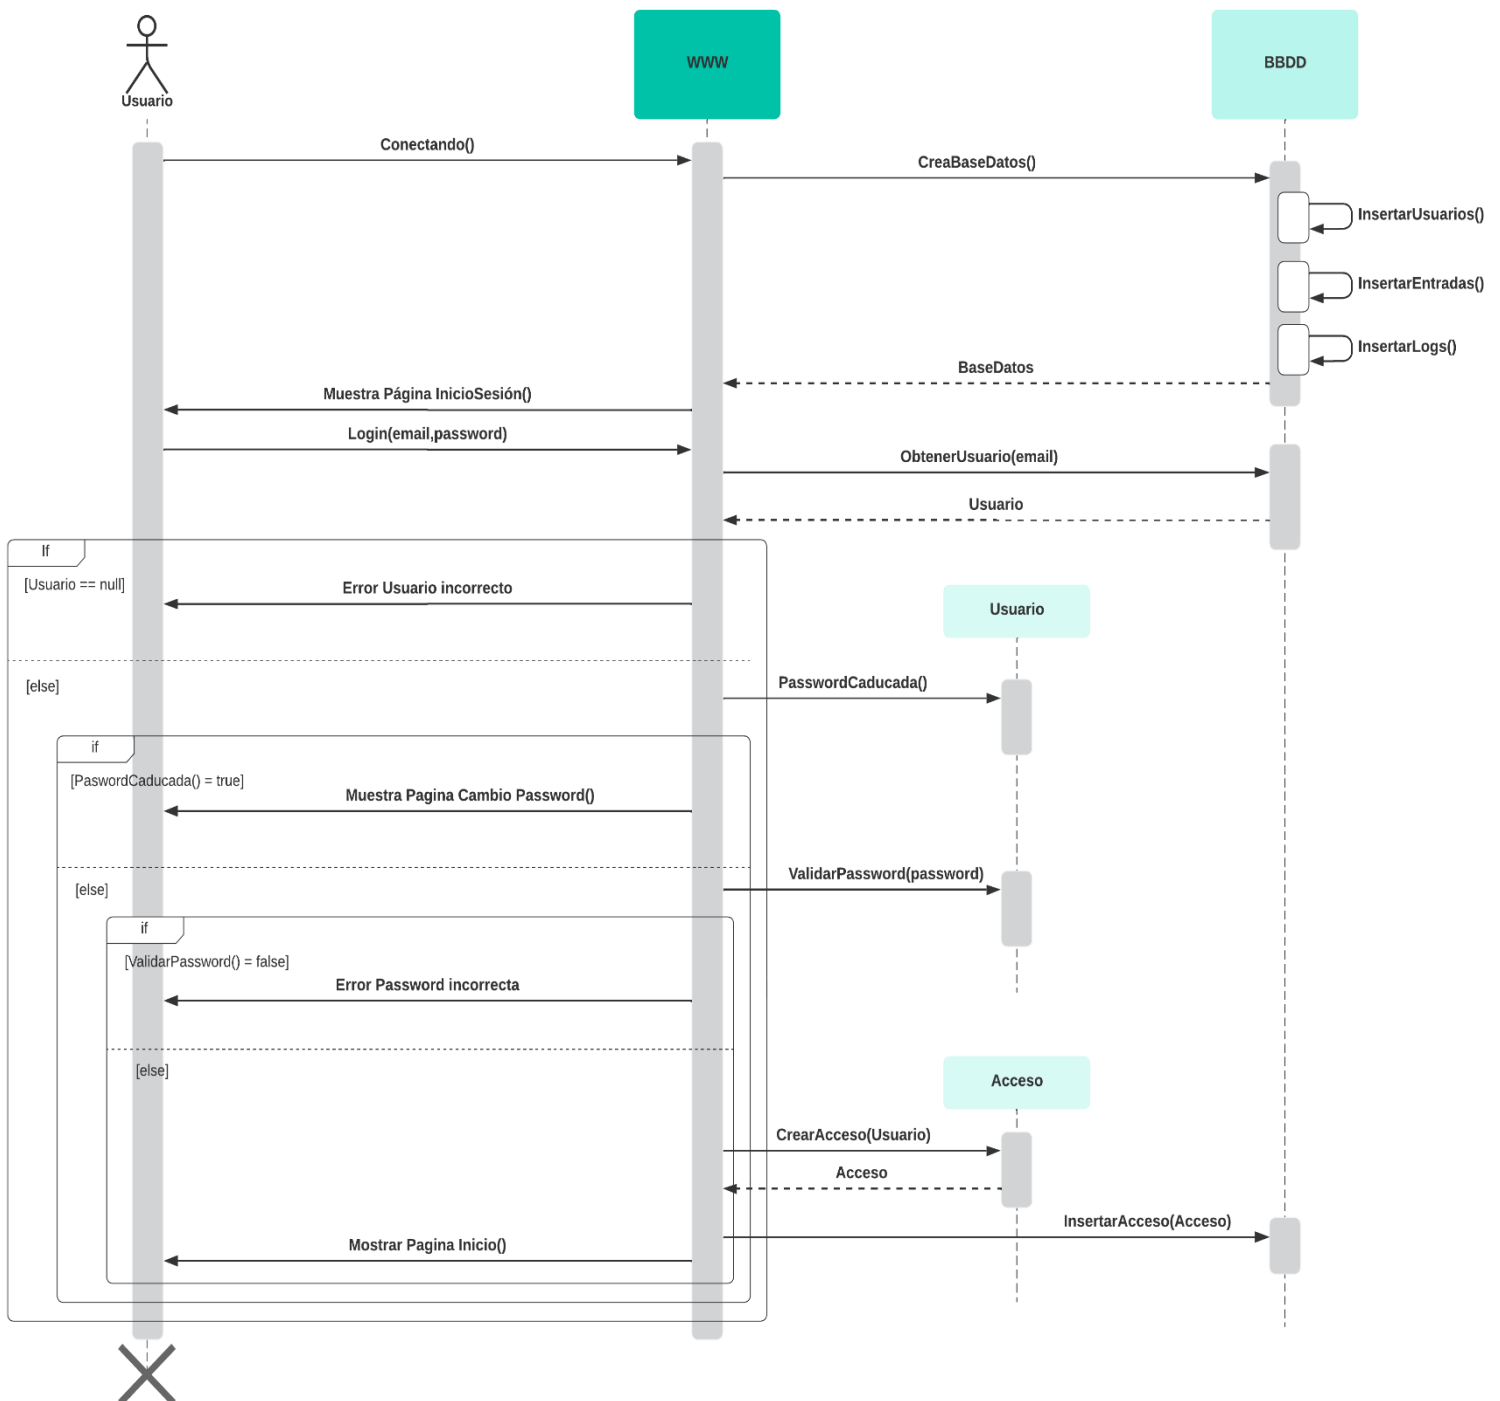 Usuario
WWW
BBDD
Conectando()
CreaBaseDatos()
InsertarUsuarios()
InsertarEntradas()
InsertarLogs()
BaseDatos
Muestra Página InicioSesión()
Login(email,password)
ObtenerUsuario(email)
Usuario
If
[Usuario == null]
Error Usuario incorrecto
Usuario
[else]
PasswordCaducada()
if
[PaswordCaducada() = true]
Muestra Pagina Cambio Password()
[else]
ValidarPassword(password)
if
[ValidarPassword() = false]
Error Password incorrecta
[else]
Acceso
CrearAcceso(Usuario)
Acceso
InsertarAcceso(Acceso)
Mostrar Pagina Inicio()